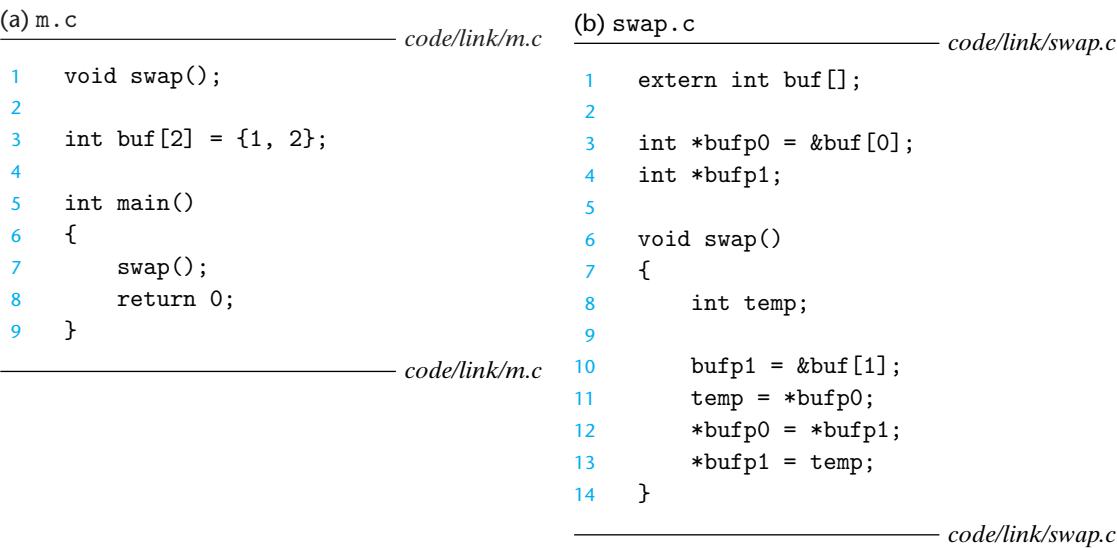 (a) m.c
code/link/m.c
1 void swap();
2
3 int buf[2] = {1, 2};
4
5 int main()
6 {
7     swap();
8     return 0;
9 }
code/link/m.c
(b) swap.c
code/link/swap.c
1 extern int buf[];
2
3 int *bufp0 = &buf[0];
4 int *bufp1;
5
6 void swap()
7 {
8     int temp;
9
10     bufp1 = &buf[1];
11     temp = *bufp0;
12     *bufp0 = *bufp1;
13     *bufp1 = temp;
14 }
code/link/swap.c